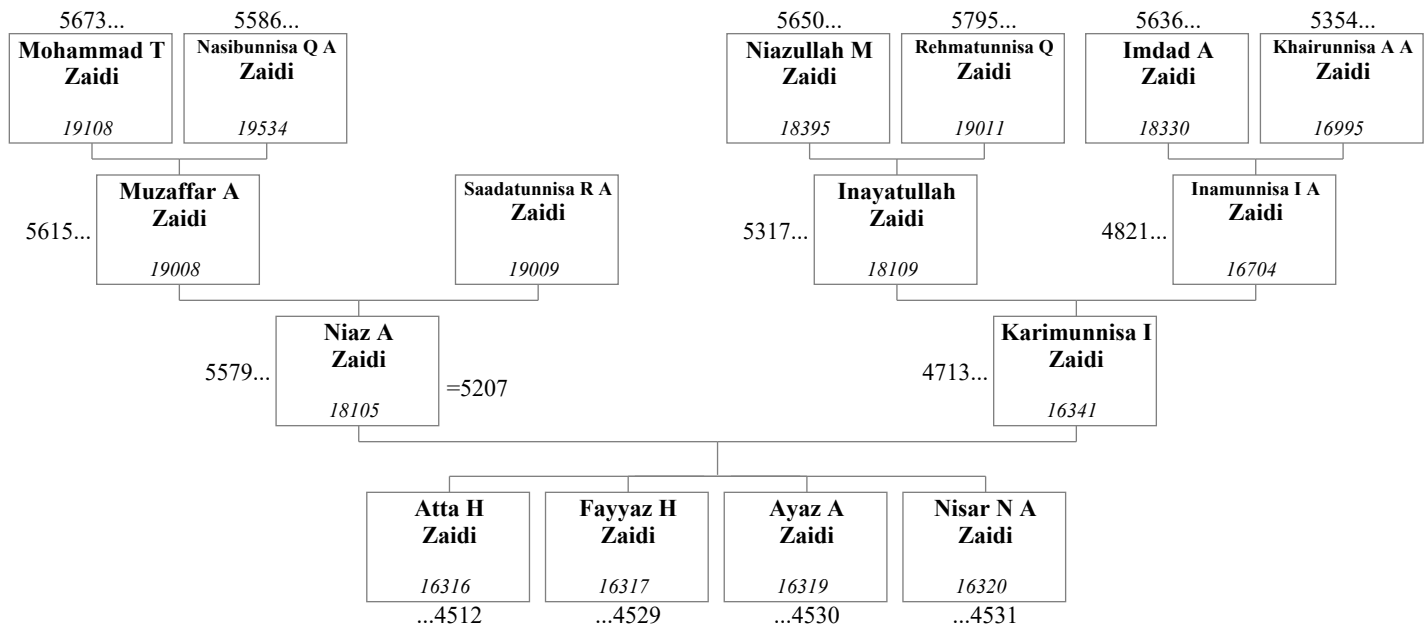 5673...
5586...
5650...
5795...
5636...
5354...
Mohammad T
Zaidi
19108
Nasibunnisa Q A
Zaidi
19534
Niazullah M
Zaidi
18395
Rehmatunnisa Q
Zaidi
19011
Imdad A
Zaidi
18330
Khairunnisa A A
Zaidi
16995
5615...
Muzaffar A
Zaidi
19008
Saadatunnisa R A
Zaidi
19009
5317...
Inayatullah
Zaidi
18109
4821...
Inamunnisa I A
Zaidi
16704
5579...
Niaz A
Zaidi
18105
=5207
4713...
Karimunnisa I
Zaidi
16341
Atta H
Zaidi
16316
...4512
Fayyaz H
Zaidi
16317
...4529
Ayaz A
Zaidi
16319
...4530
Nisar N A
Zaidi
16320
...4531